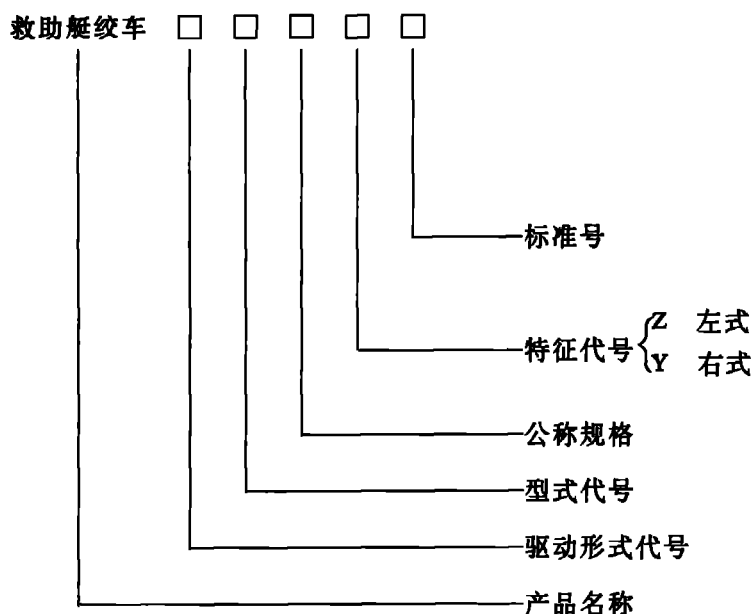 救助艇绞车 □ □ □ □ □
标准号
特征代号 { Z 左式
Y 右式
公称规格
型式代号
驱动形式代号
产品名称